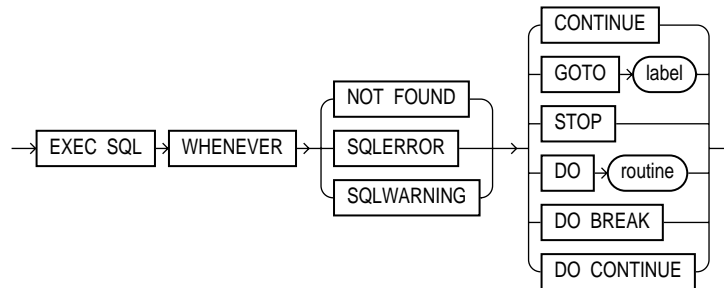 EXEC SQL
WHENEVER
NOT FOUND
SQLERROR
SQLWARNING
CONTINUE
GOTO label
STOP
DO routine
DO BREAK
DO CONTINUE